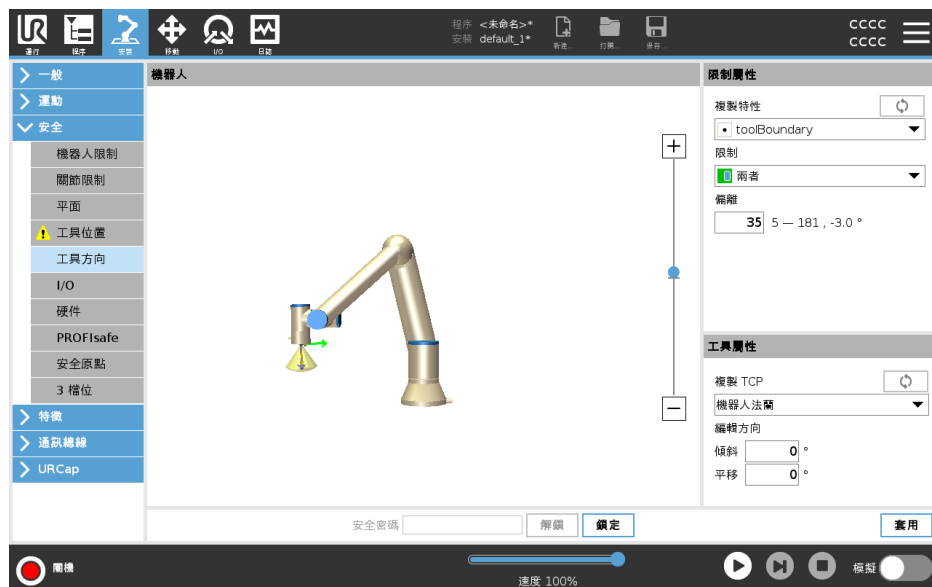 UR
程序 <未命名>*
安裝 default_1*
cccc
cccc
運行
程序
安裝
移動
I/O
日誌
新建...
打開...
保存...
一般
運動
安全
機器人限制
關節限制
平面
工具位置
工具方向
I/O
硬件
PROFIsafe
安全原點
3 檔位
特徵
通訊總線
URCap
機器人
限制屬性
複製特性
toolBoundary
限制
兩者
偏離
35 5 — 181 , -3.0 °
工具屬性
複製 TCP
機器人法蘭
編輯方向
傾斜 0 °
平移 0 °
安全密碼 解鎖 鎖定 套用
關機
速度 100%
模擬